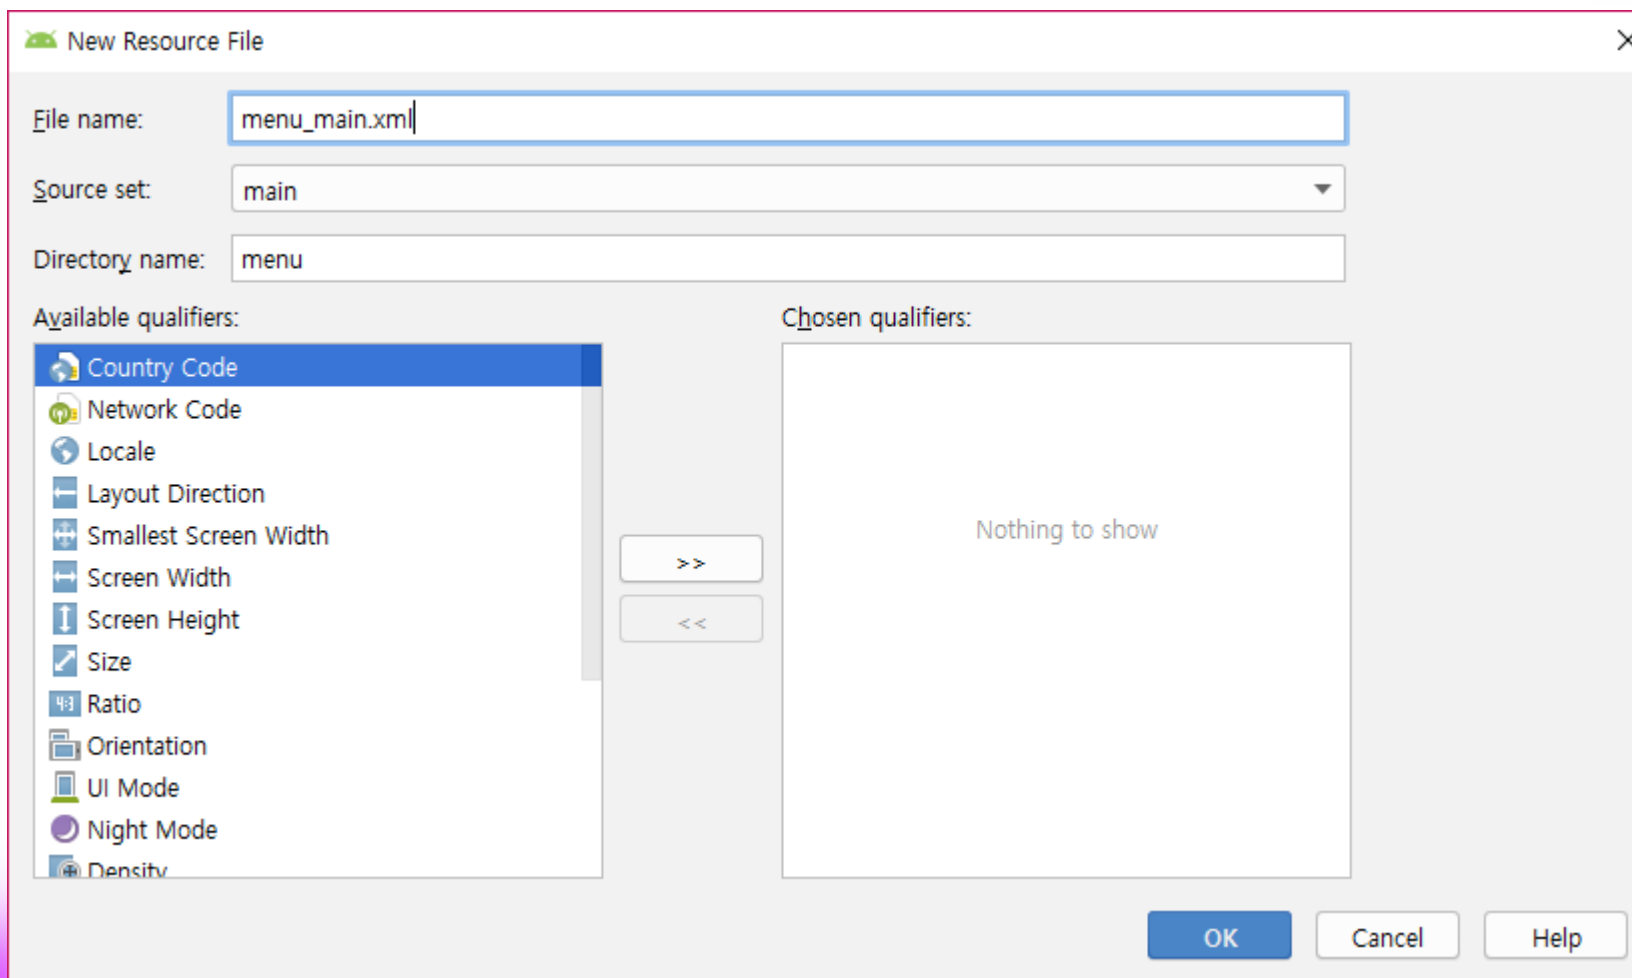 New Resource File
File name: menu_main.xml
Source set: main
Directory name: menu
Available qualifiers:
Chosen qualifiers:
Country Code
Network Code
Locale
Layout Direction
Smallest Screen Width
Screen Width
Screen Height
Size
4:3 Ratio
Orientation
UI Mode
Night Mode
Density
>>
<<
Nothing to show
OK Cancel Help